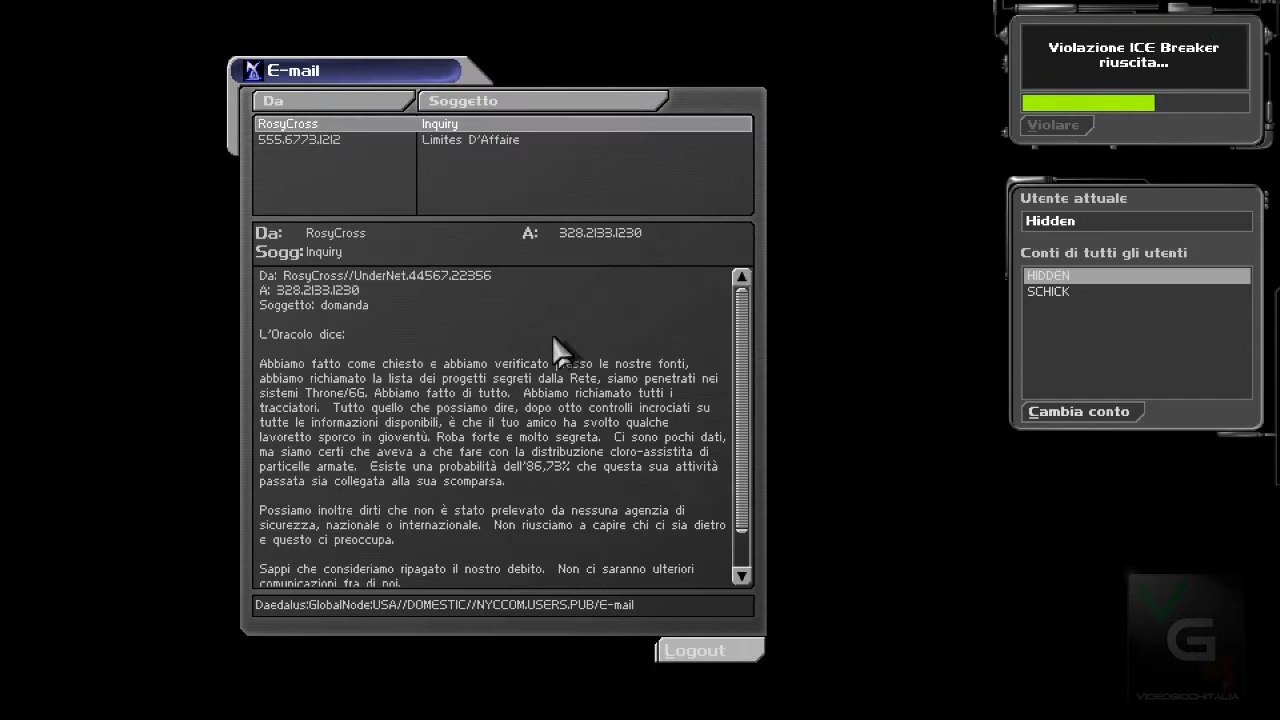 E-mail
Da Soggetto
RosyCross Inquiry
555.6773.1212 Limites D'Affaire
Da: RosyCross A: 328.2133.1230
Sogg: Inquiry
Da: RosyCross//UnderNet.44567.22356
A: 328.2133.1230
Soggetto: domanda
L'Oracolo dice:
Abbiamo fatto come chiesto e abbiamo verificato le nostre fonti,
abbiamo richiamato la lista dei progetti segreti dalla Rete, siamo penetrati nei
sistemi Throne/6G. Abbiamo fatto di tutto. Abbiamo richiamato tutti i
tracciatori. Tutto quello che possiamo dire, dopo otto controlli incrociati su
tutte le informazioni disponibili, è che il tuo amico ha svolto qualche
lavoretto sporco in gioventù. Roba forte e molto segreta. Ci sono pochi dati,
ma siamo certi che aveva a che fare con la distribuzione cloro-assistita di
particelle armate. Esiste una probabilità dell'86,73% che questa sua attività
passata sia collegata alla sua scomparsa.
Possiamo inoltre dirti che non è stato prelevato da nessuna agenzia di
sicurezza, nazionale o internazionale. Non riusciamo a capire chi ci sia dietro
e questo ci preoccupa.
Sappi che consideriamo ripagato il nostro debito. Non ci saranno ulteriori
comunicazioni fra di noi.
Daedalus:GlobalNode:USA//DOMESTIC//NYCCOM.USERS.PUB/E-mail
Logout
Violazione ICE Breaker
riuscita...
Violare
Utente attuale
Hidden
Conti di tutti gli utenti
HIDDEN
SCHICK
Cambia conto
VG
VIDEOGIOCHITALIA